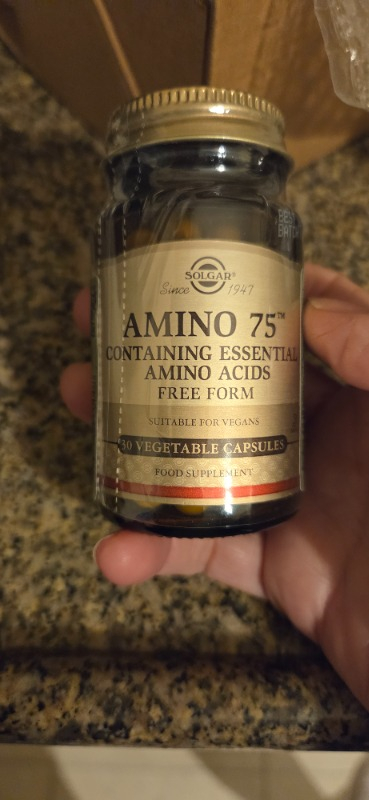 SOLGAR®
Since 1947
AMINO 75™
CONTAINING ESSENTIAL
AMINO ACIDS
FREE FORM
SUITABLE FOR VEGANS
30 VEGETABLE CAPSULES
FOOD SUPPLEMENT